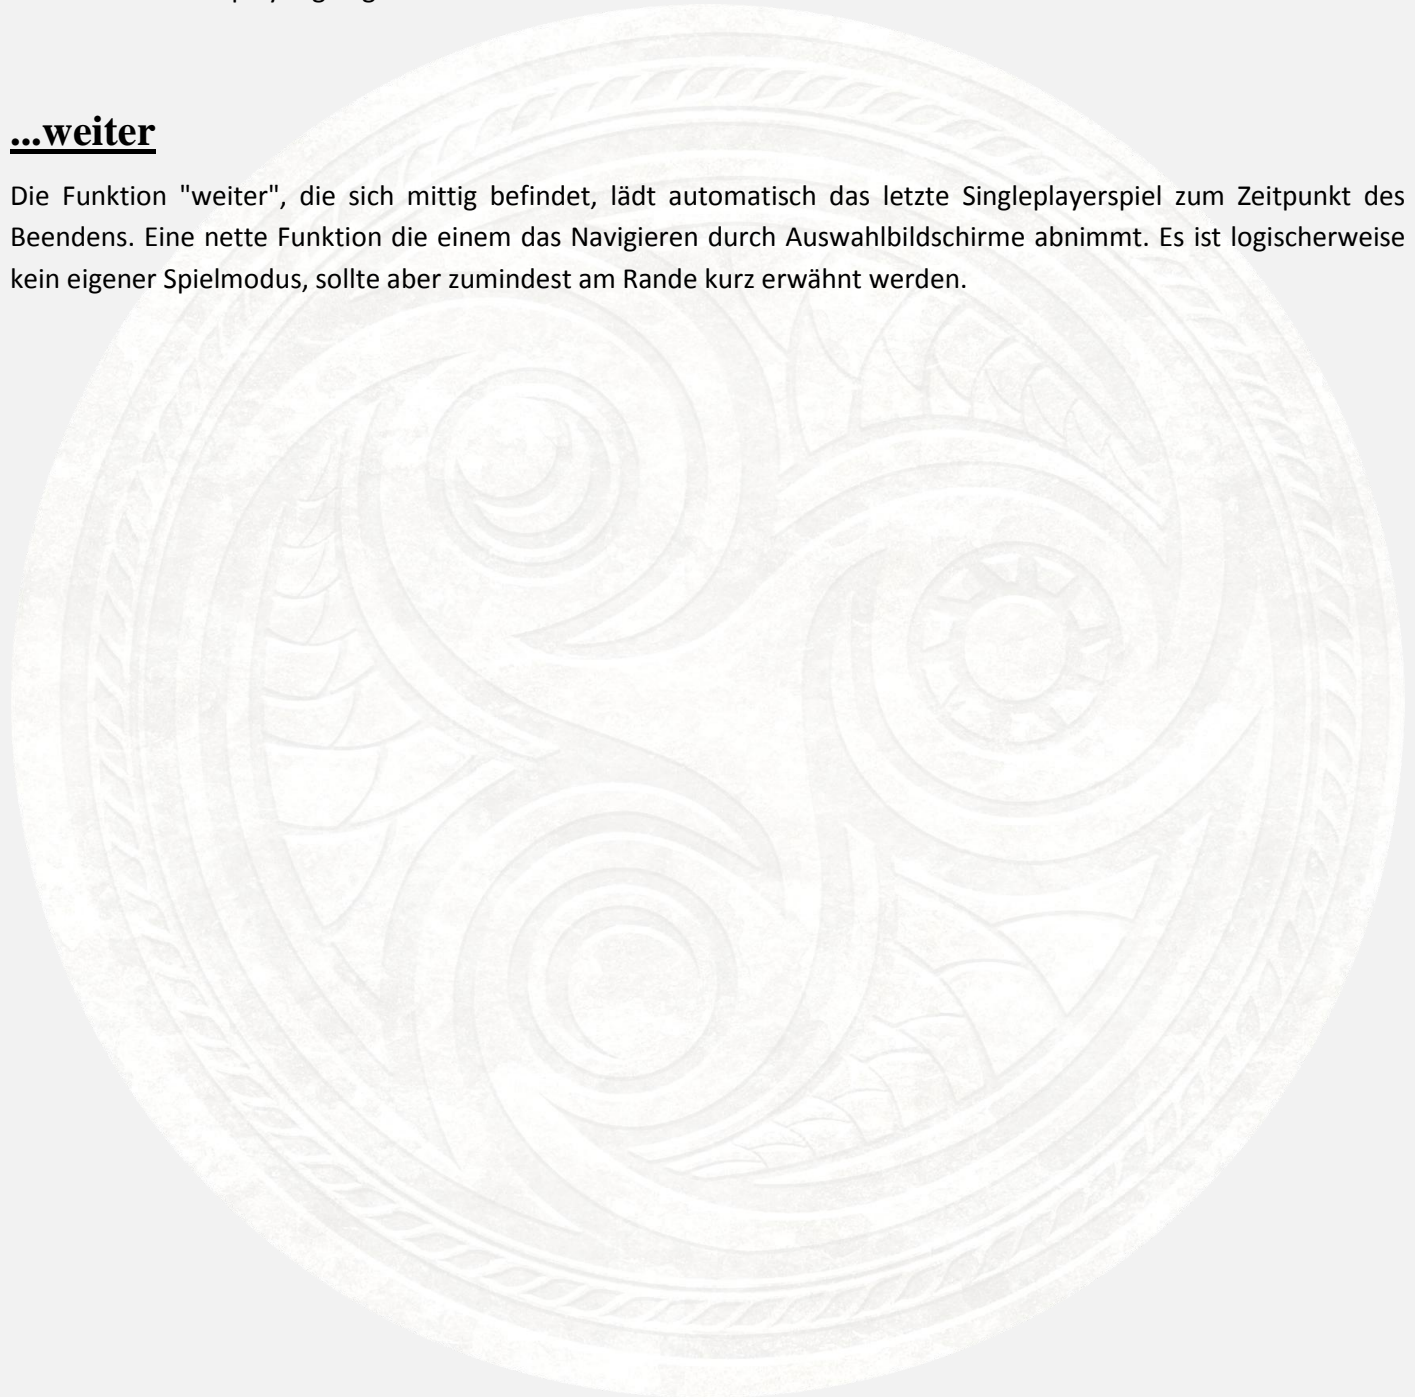 ...weiter
Die Funktion "weiter", die sich mittig befindet, lädt automatisch das letzte Singleplayerspiel zum Zeitpunkt des
Beendens. Eine nette Funktion die einem das Navigieren durch Auswahlbildschirme abnimmt. Es ist logischerweise
kein eigener Spielmodus, sollte aber zumindest am Rande kurz erwähnt werden.